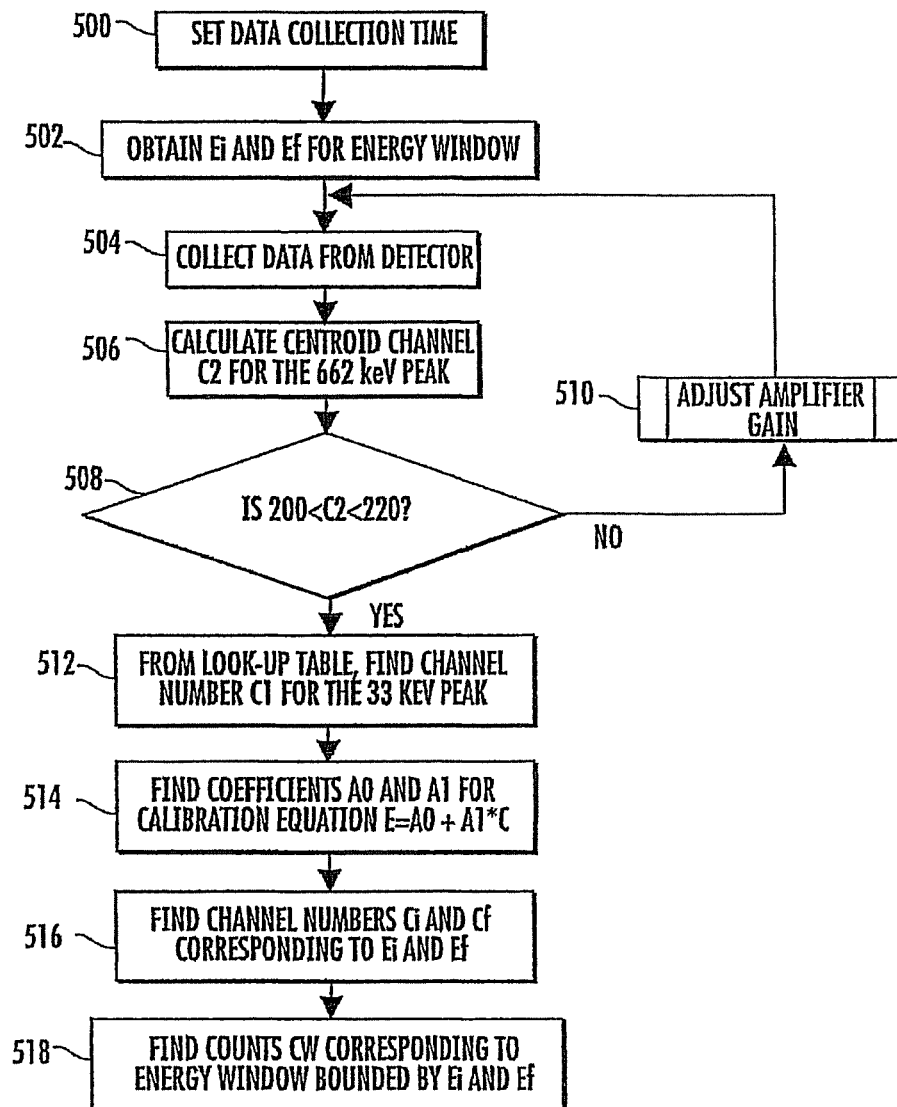 500
SET DATA COLLECTION TIME
502
OBTAIN Ei AND Ef FOR ENERGY WINDOW
504
COLLECT DATA FROM DETECTOR
506
CALCULATE CENTROID CHANNEL
C2 FOR THE 662 keV PEAK
510
ADJUST AMPLIFIER
GAIN
508
IS 200<C2<220?
NO
YES
512
FROM LOOK-UP TABLE, FIND CHANNEL
NUMBER C1 FOR THE 33 KEV PEAK
514
FIND COEFFICIENTS A0 AND A1 FOR
CALIBRATION EQUATION E=A0 + A1*C
516
FIND CHANNEL NUMBERS Ci AND Cf
CORRESPONDING TO Ei AND Ef
518
FIND COUNTS CW CORRESPONDING TO
ENERGY WINDOW BOUNDED BY Ei AND Ef